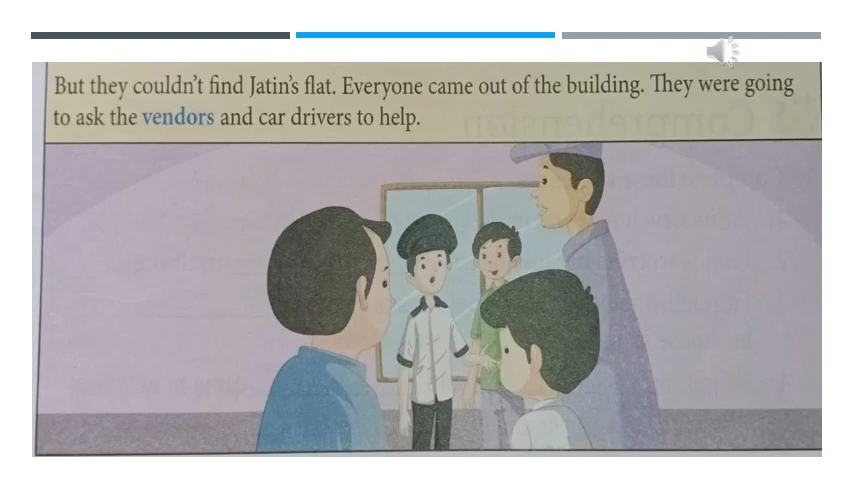 But they couldn't find Jatin's flat. Everyone came out of the building. They were going
to ask the vendors and car drivers to help.